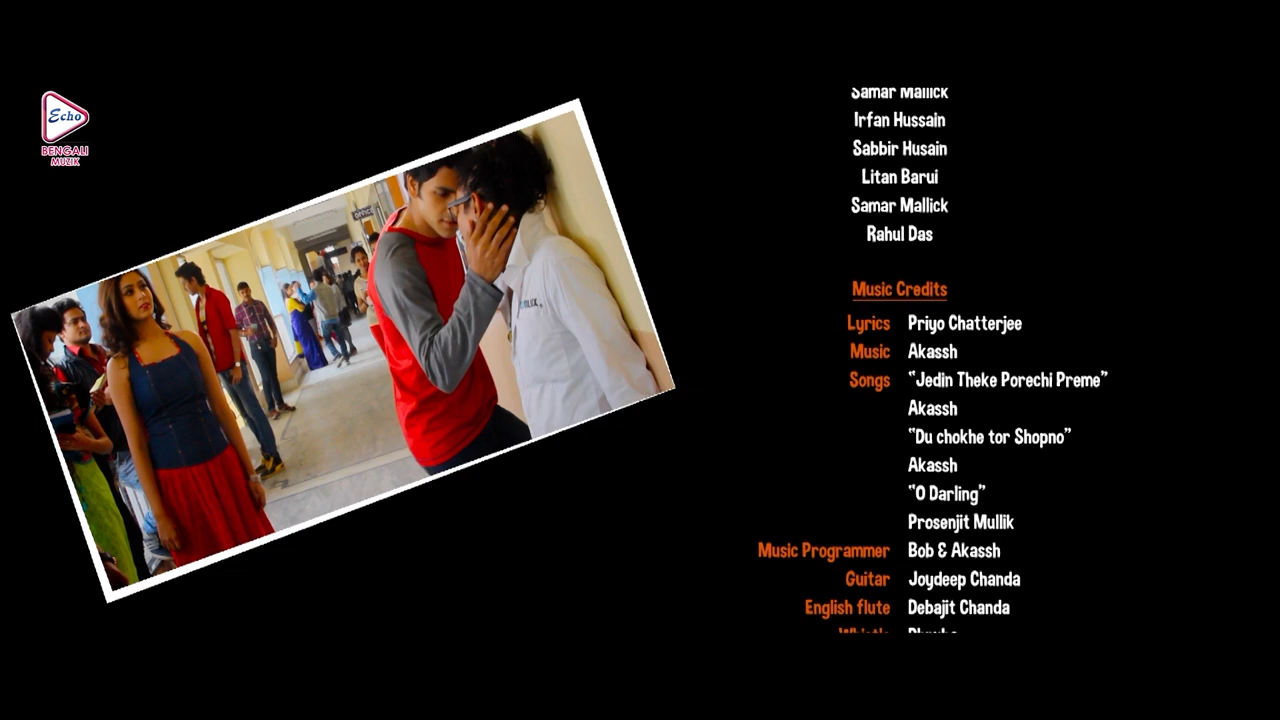 Echo
BENGALI
MUZIK
OFFICE
Samar Mallick
Irfan Hussain
Sabbir Husain
Litan Barui
Samar Mallick
Rahul Das
Music Credits
Lyrics Priyo Chatterjee
Music Akassh
Songs "Jedin Theke Porechi Preme"
Akassh
"Du chokhe tor Shopno"
Akassh
"O Darling"
Prosenjit Mullik
Music Programmer Bob & Akassh
Guitar Joydeep Chanda
English flute Debajit Chanda
Whistle